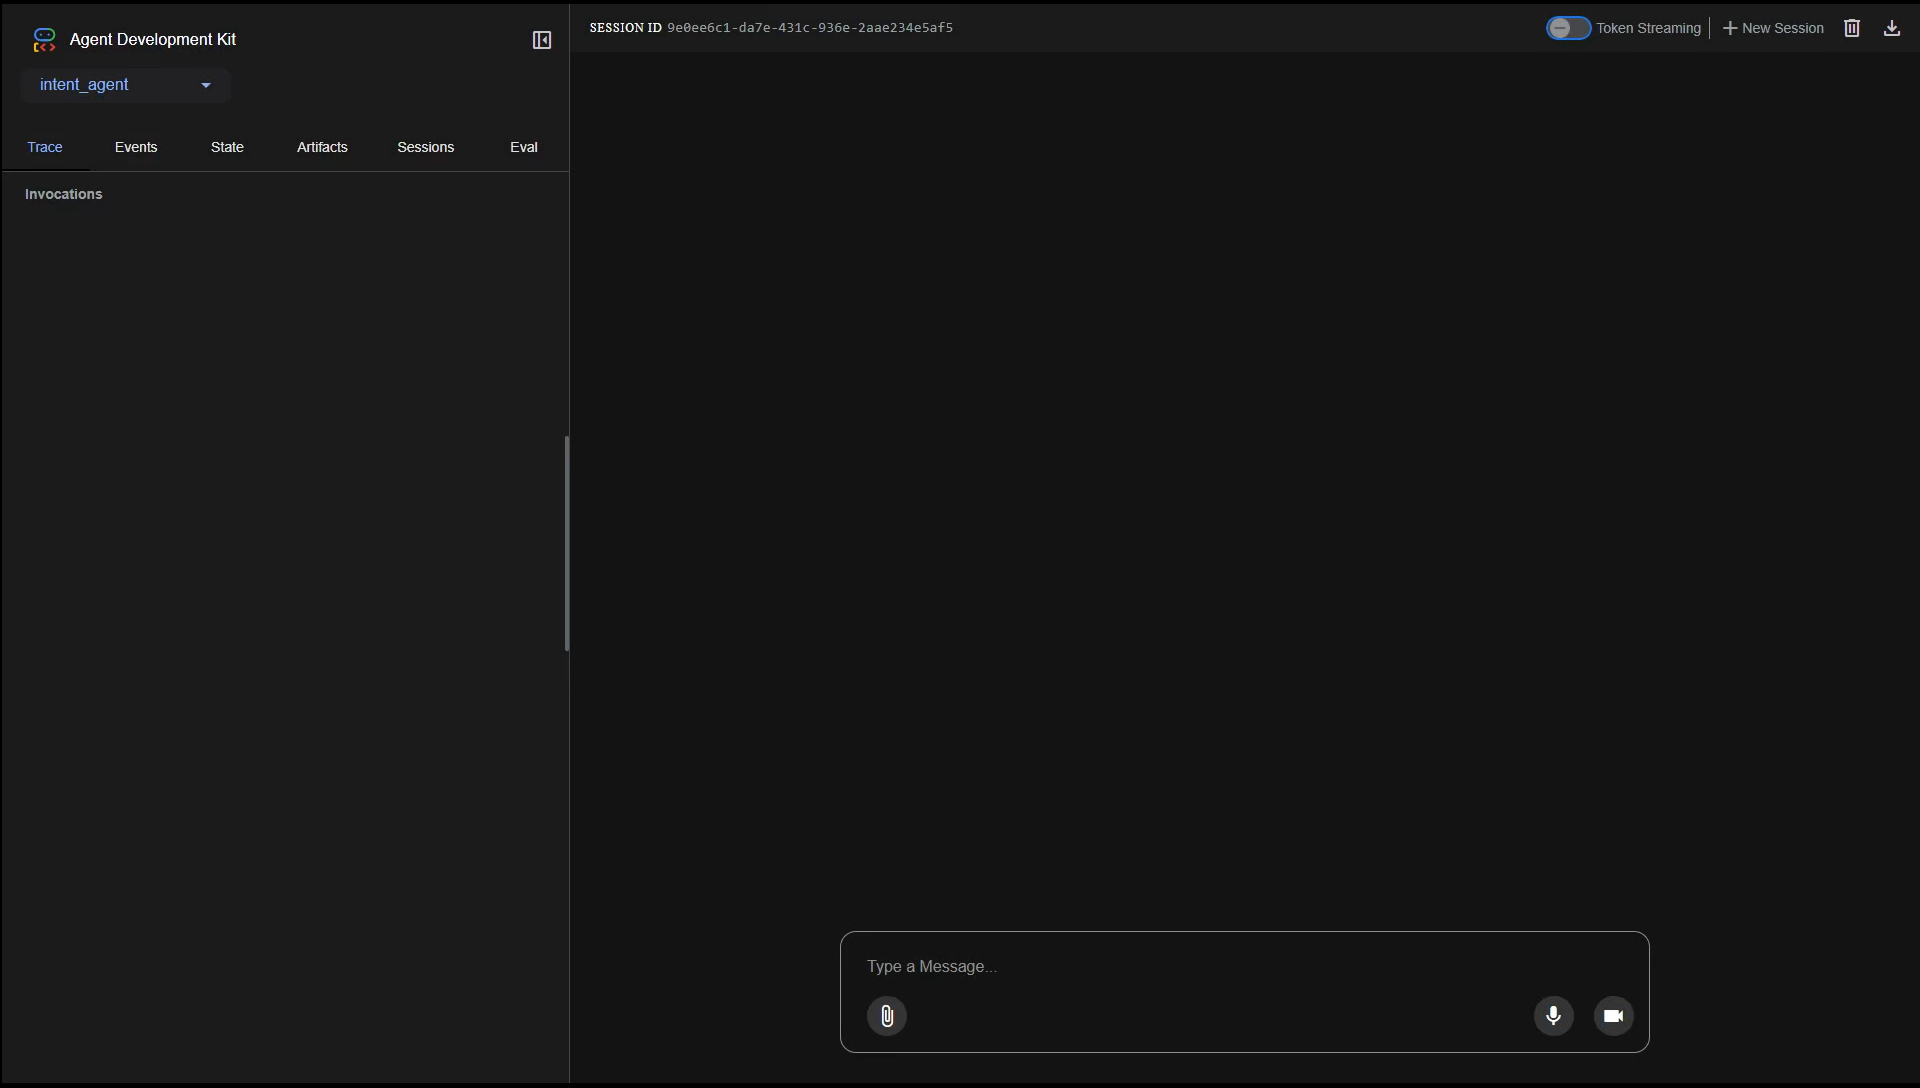 Agent Development Kit
SESSION ID 9e0ee6c1-da7e-431c-936e-2aae234e5af5
Token Streaming
New Session
intent_agent
Trace Events State Artifacts Sessions Eval
Invocations
Type a Message...